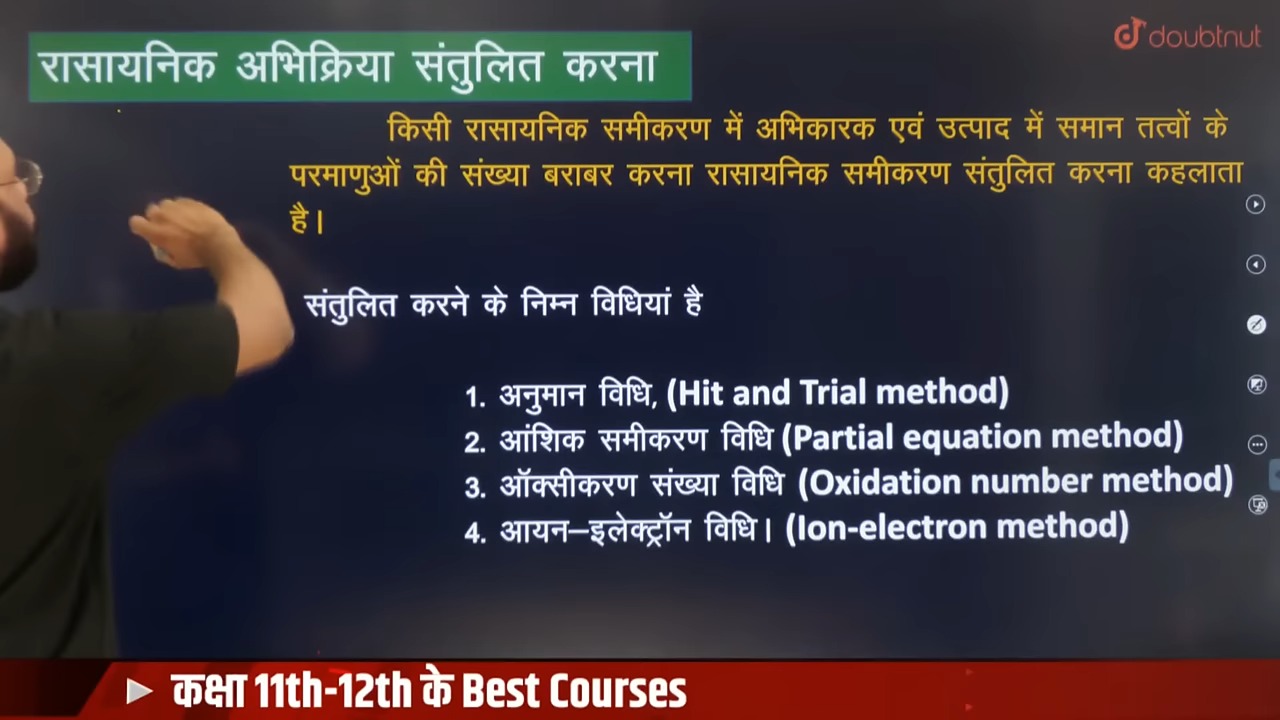 रासायनिक अभिक्रिया संतुलित करना
doubtnut
किसी रासायनिक समीकरण में अभिकारक एवं उत्पाद में समान तत्वों के
परमाणुओं की संख्या बराबर करना रासायनिक समीकरण संतुलित करना कहलाता
है।
संतुलित करने के निम्न विधियां है
1. अनुमान विधि, (Hit and Trial method)
2. आंशिक समीकरण विधि (Partial equation method)
3. ऑक्सीकरण संख्या विधि (Oxidation number method)
4. आयन–इलेक्ट्रॉन विधि। (Ion-electron method)
कक्षा 11th-12th के Best Courses